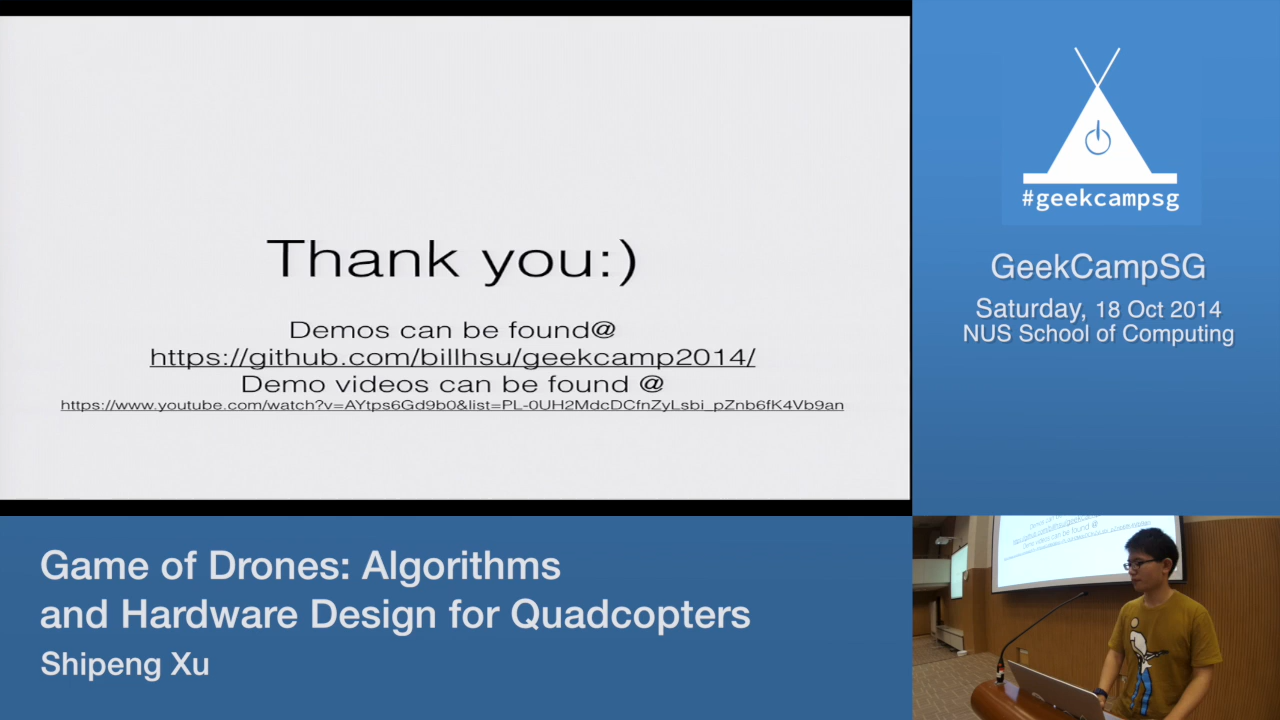 Thank you:)
Demos can be found@
https://github.com/billhsu/geekcamp2014/
Demo videos can be found @
https://www.youtube.com/watch?v=AYtps6Gd9b0&list=PL-0UH2MdcDCfnZyLsbi_pZnb6fK4Vb9an
#geekcampsg
GeekCampSG
Saturday, 18 Oct 2014
NUS School of Computing
Game of Drones: Algorithms
and Hardware Design for Quadcopters
Shipeng Xu